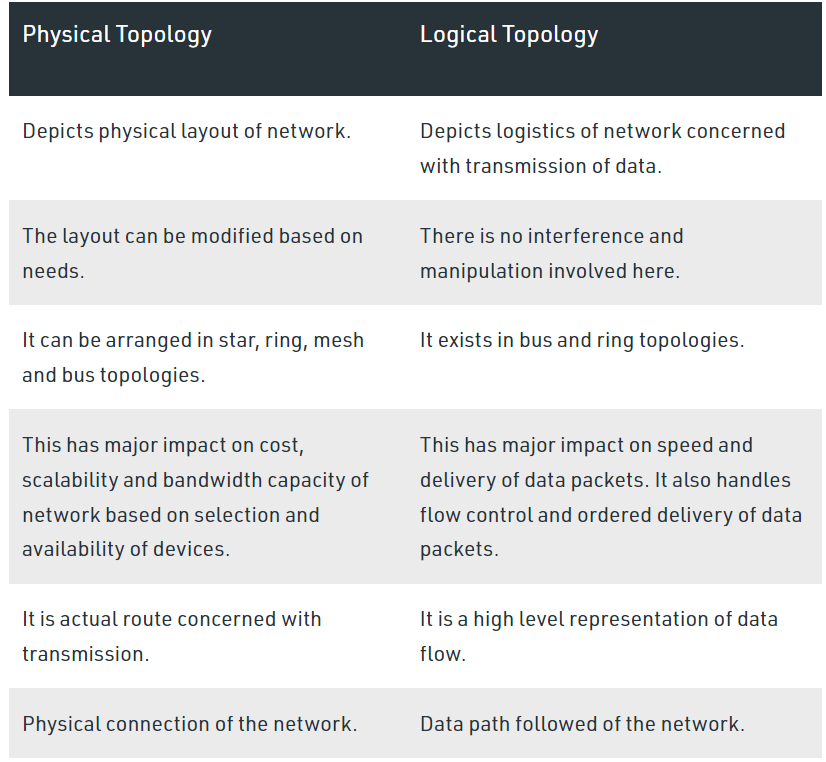 Physical Topology
Logical Topology
Depicts physical layout of network.
Depicts logistics of network concerned
with transmission of data.
The layout can be modified based on
needs.
There is no interference and
manipulation involved here.
It can be arranged in star, ring, mesh
and bus topologies.
It exists in bus and ring topologies.
This has major impact on cost,
scalability and bandwidth capacity of
network based on selection and
availability of devices.
This has major impact on speed and
delivery of data packets. It also handles
flow control and ordered delivery of data
packets.
It is actual route concerned with
transmission.
It is a high level representation of data
flow.
Physical connection of the network.
Data path followed of the network.